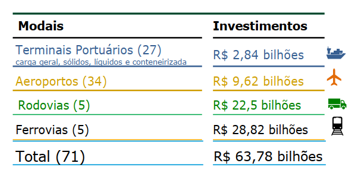 Modais Investimentos
Terminais Portuários (27) R$ 2,84 bilhões
carga geral, sólidos, líquidos e conteneirizada
Aeroportos (34) R$ 9,62 bilhões
Rodovias (5) R$ 22,5 bilhões
Ferrovias (5) R$ 28,82 bilhões
Total (71) R$ 63,78 bilhões